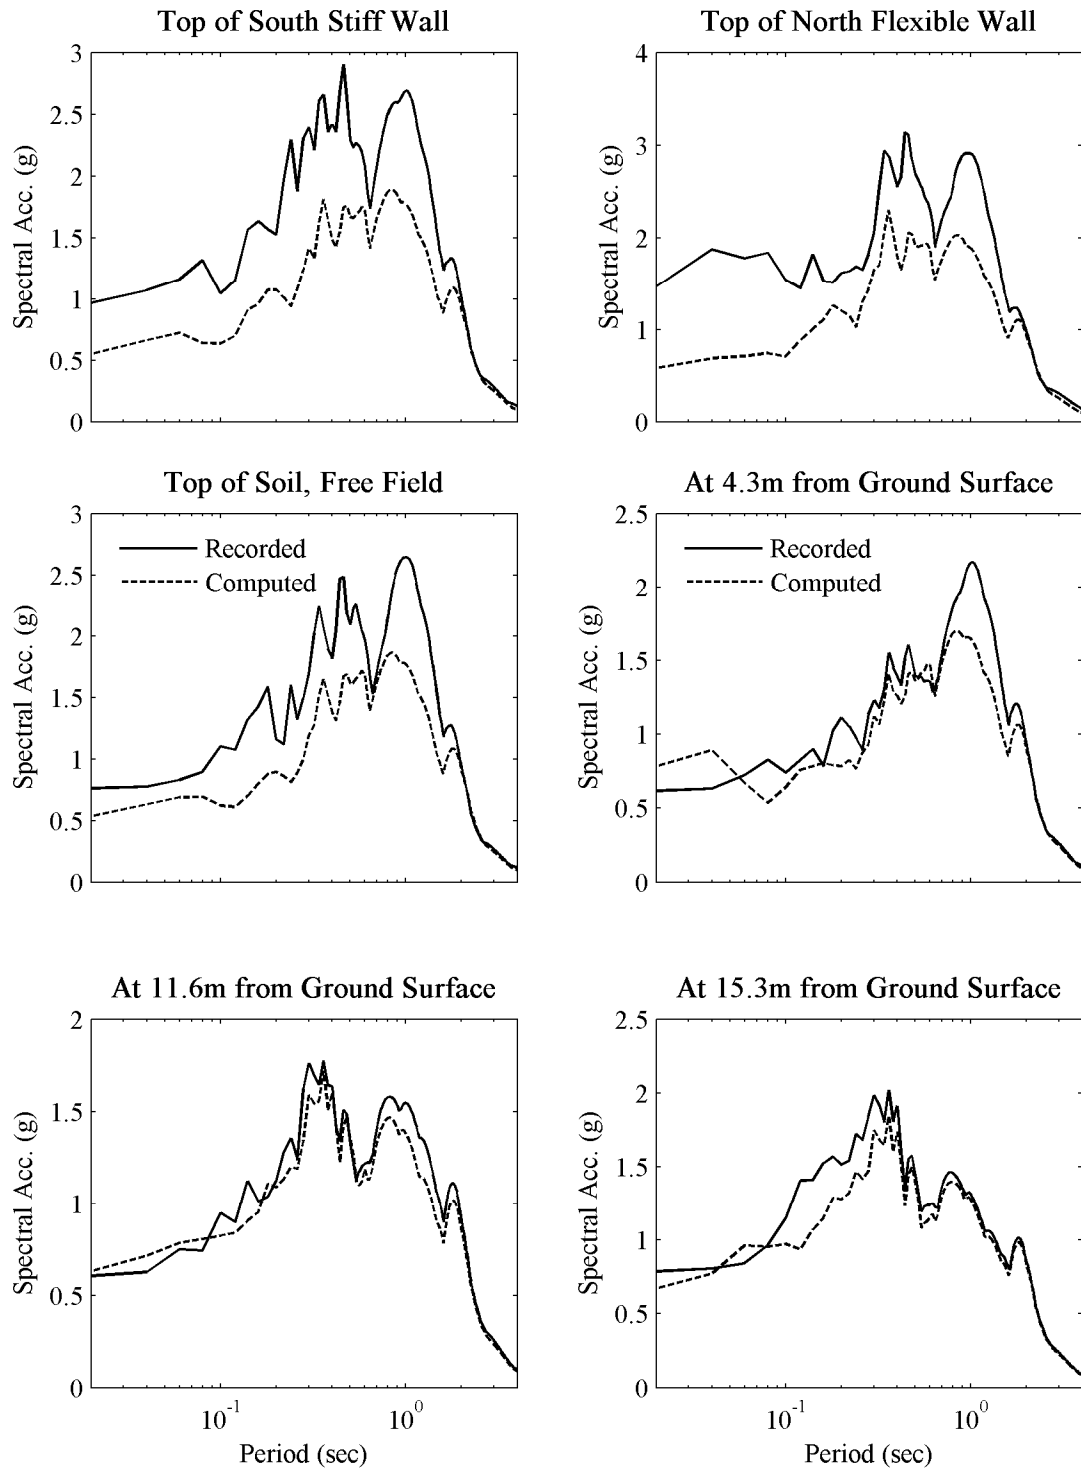 Top of South Stiff Wall
3
2.5
2
1.5
1
0.5
0
Spectral Acc. (g)
Top of North Flexible Wall
4
3
2
1
0
Spectral Acc. (g)
Top of Soil, Free Field
3
2.5
2
1.5
1
0.5
0
Spectral Acc. (g)
Recorded
Computed
At 4.3m from Ground Surface
2.5
2
1.5
1
0.5
0
Spectral Acc. (g)
Recorded
Computed
At 11.6m from Ground Surface
2
1.5
1
0.5
0
Spectral Acc. (g)
10⁻¹ 10⁰
Period (sec)
At 15.3m from Ground Surface
2.5
2
1.5
1
0.5
0
Spectral Acc. (g)
10⁻¹ 10⁰
Period (sec)